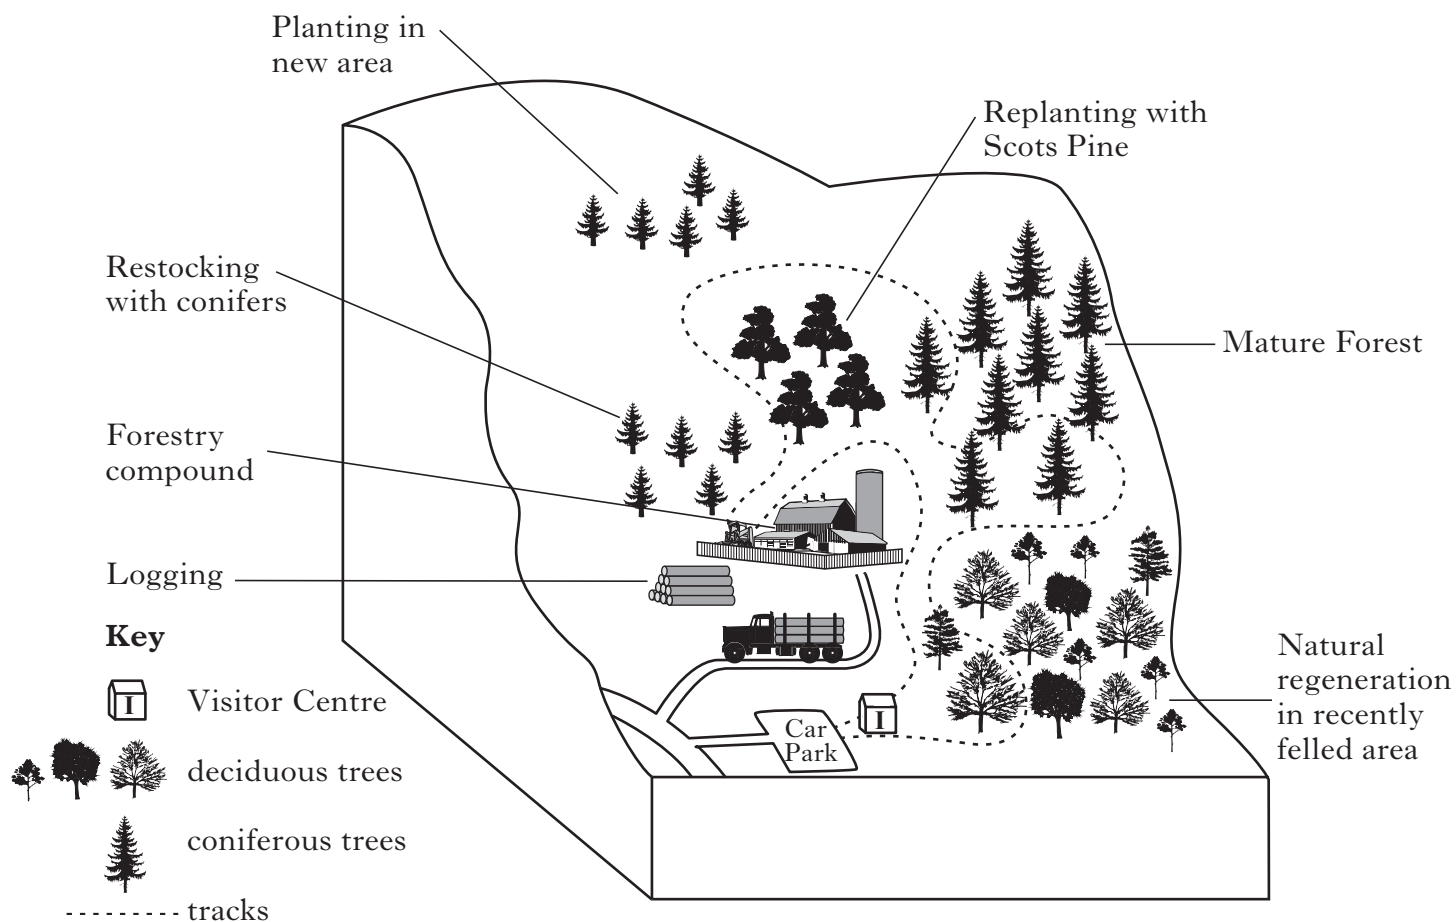 Planting in
new area
Replanting with
Scots Pine
Restocking
with conifers
Mature Forest
Forestry
compound
Logging
Key
I Visitor Centre
deciduous trees
coniferous trees
tracks
Car
Park
I
Natural
regeneration
in recently
felled area